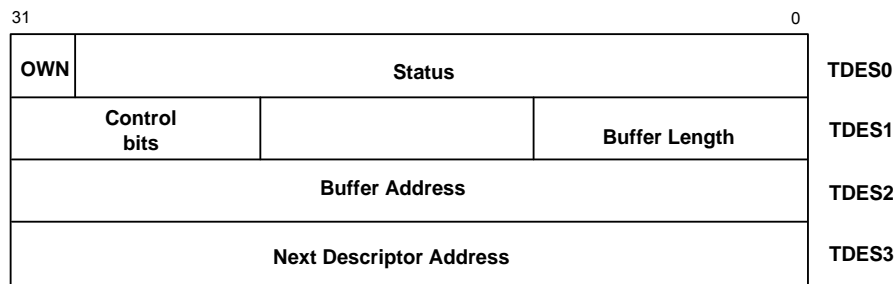 31 0
OWN Status TDES0
Control
bits Buffer Length TDES1
Buffer Address TDES2
Next Descriptor Address TDES3